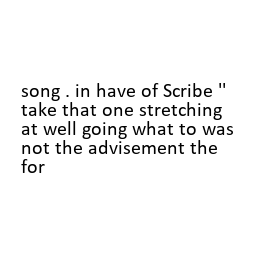 song . in have of Scribe "
take that one stretching
at well going what to was
not the advisement the
for